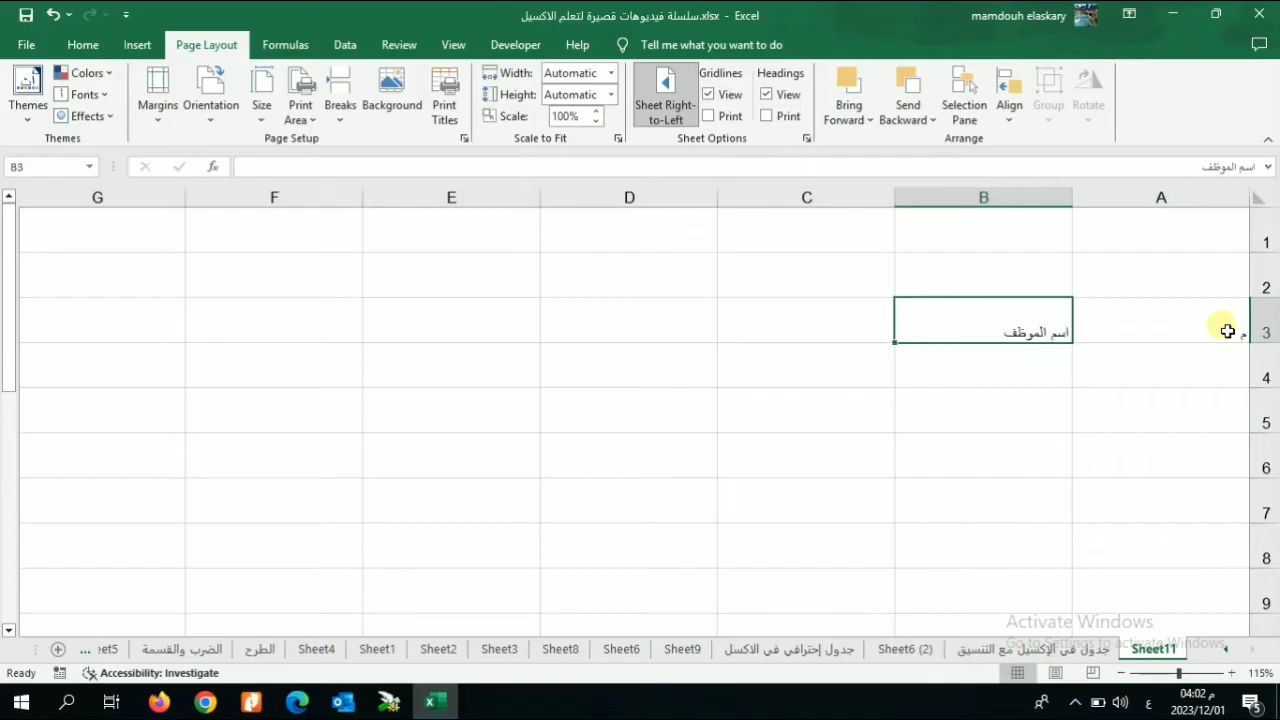 سلسلة فيديوهات قصيرة لتعلم الاكسيل.xlsx - Excel
mamdouh elaskary
File Home Insert Page Layout Formulas Data Review View Developer Help Tell me what you want to do
Themes
Colors
Fonts
Effects
Themes
Margins
Orientation
Size
Print Area
Breaks
Background
Print Titles
Page Setup
Width: Automatic
Height: Automatic
Scale: 100%
Scale to Fit
Sheet Right-to-Left
Gridlines
View
Print
Headings
View
Print
Sheet Options
Bring Forward
Send Backward
Selection Pane
Align
Group
Rotate
Arrange
B3
fx
اسم الموظف
G F E D C B A
1
2
م
اسم الموظف
3
4
5
6
7
8
9
Activate Windows
Go to Settings to activate Windows.
... eet5 الضرب والقسمة الطرح Sheet4 Sheet1 Sheet2 Sheet3 Sheet8 Sheet6 Sheet9 جدول إحترافي في الاكسل Sheet6 (2) جدول في الإكسيل مع التنسيق Sheet11
Ready
Accessibility: Investigate
115%
ع
04:02 م
2023/12/01
5